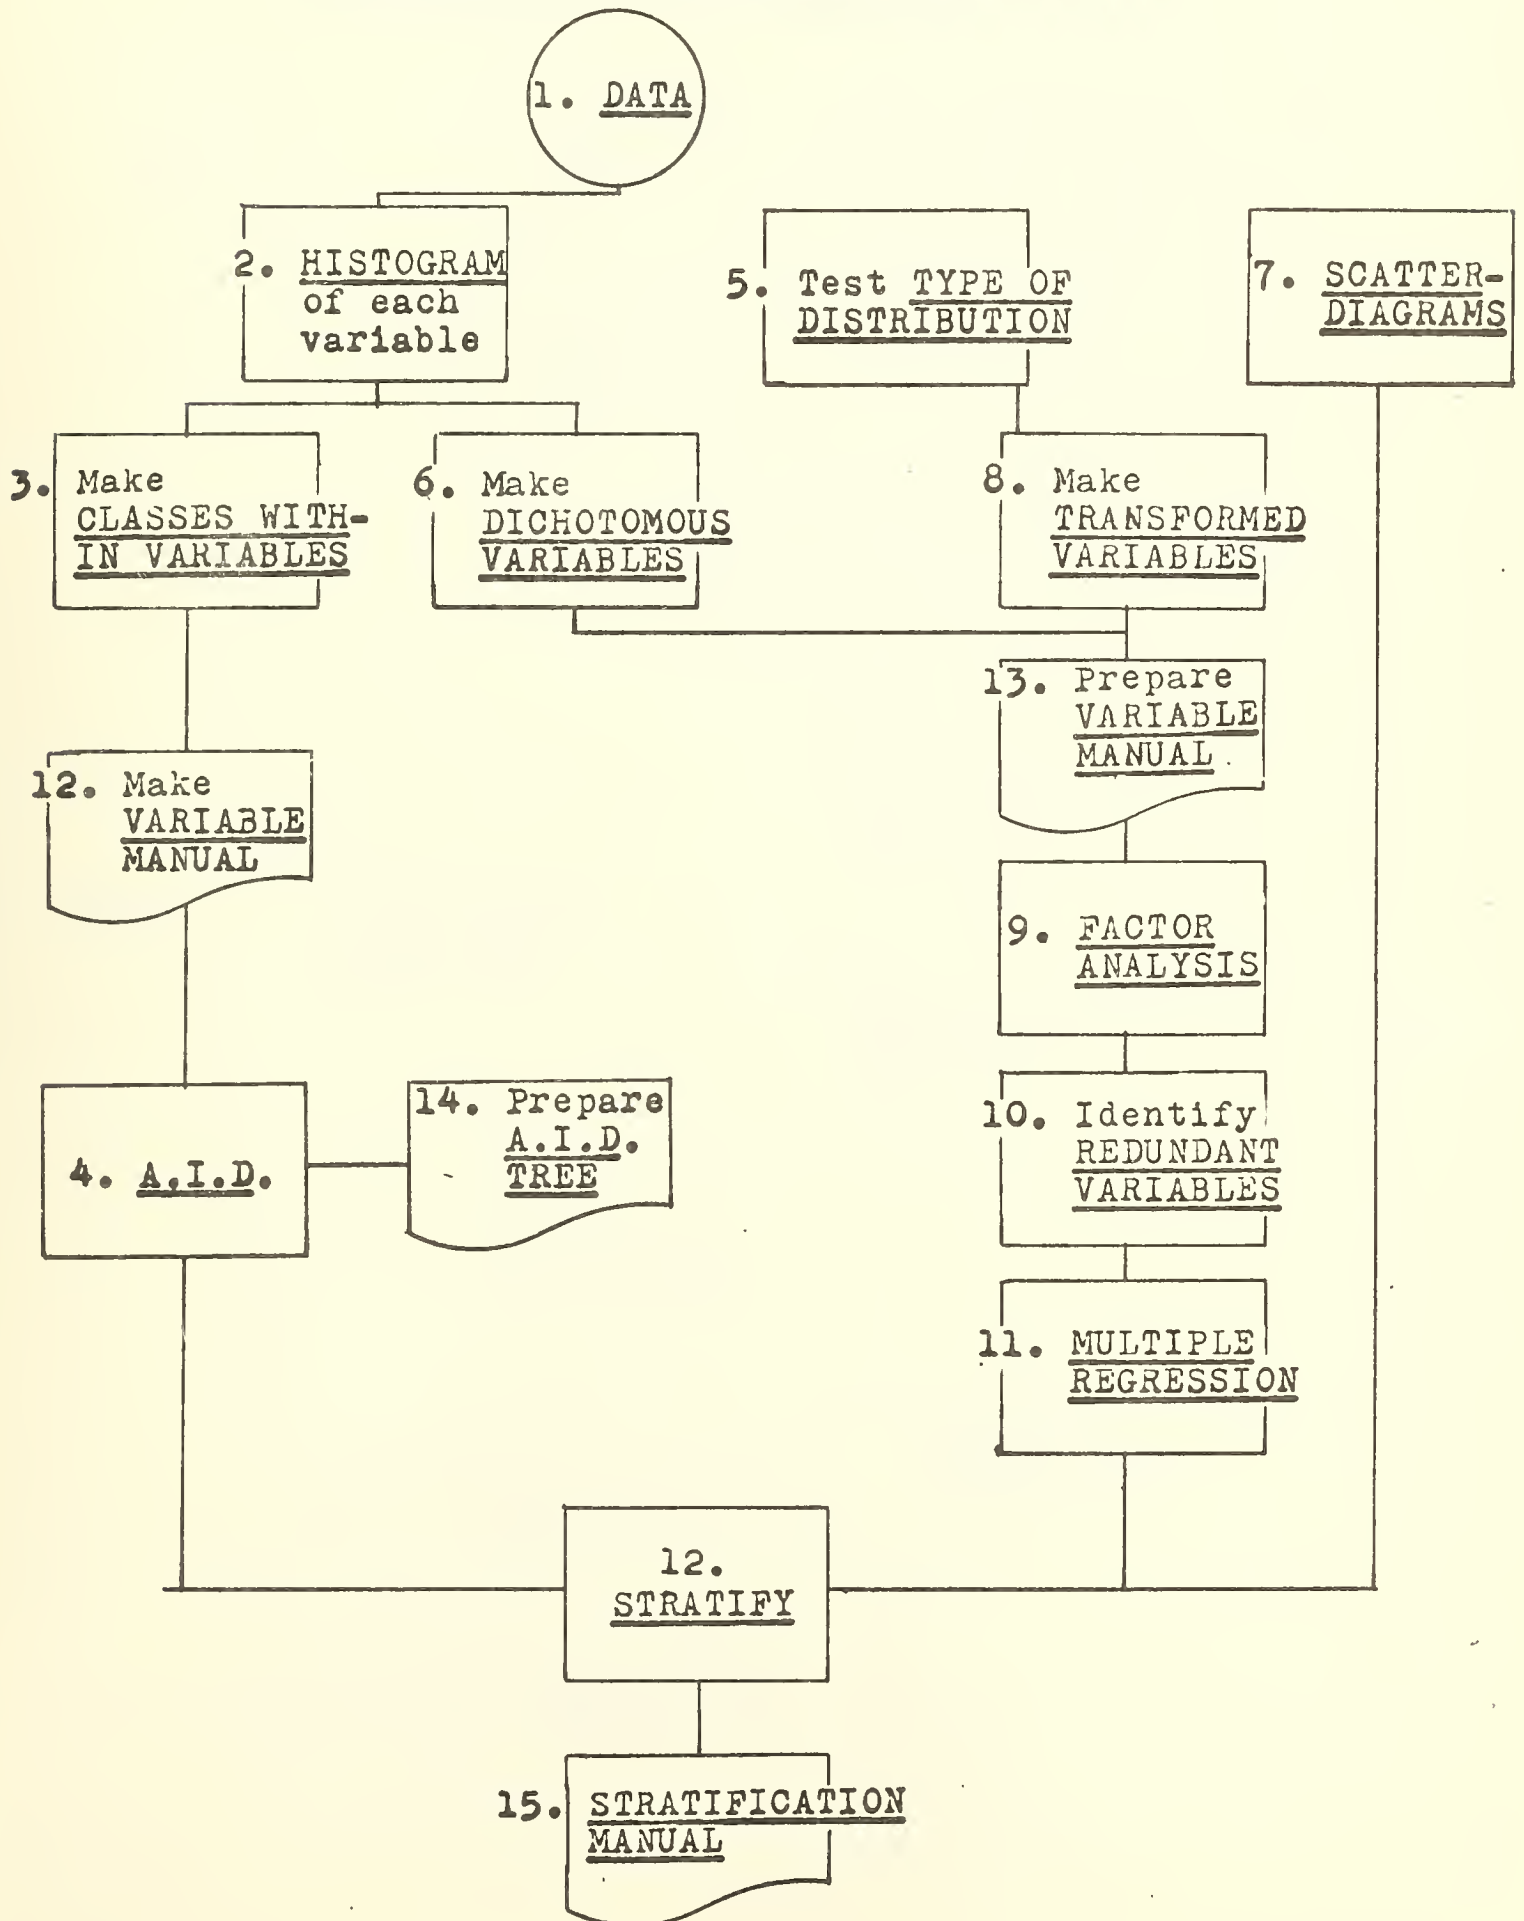 1. DATA
2. HISTOGRAM
of each
variable
5. Test TYPE OF
DISTRIBUTION
7. SCATTER-
DIAGRAMS
3. Make
CLASSES WITH-
IN VARIABLES
6. Make
DICHOTOMOUS
VARIABLES
8. Make
TRANSFORMED
VARIABLES
13. Prepare
VARIABLE
MANUAL
12. Make
VARIABLE
MANUAL
9. FACTOR
ANALYSIS
14. Prepare
A.I.D.
TREE
10. Identify
REDUNDANT
VARIABLES
4. A.I.D.
11. MULTIPLE
REGRESSION
12.
STRATIFY
15. STRATIFICATION
MANUAL